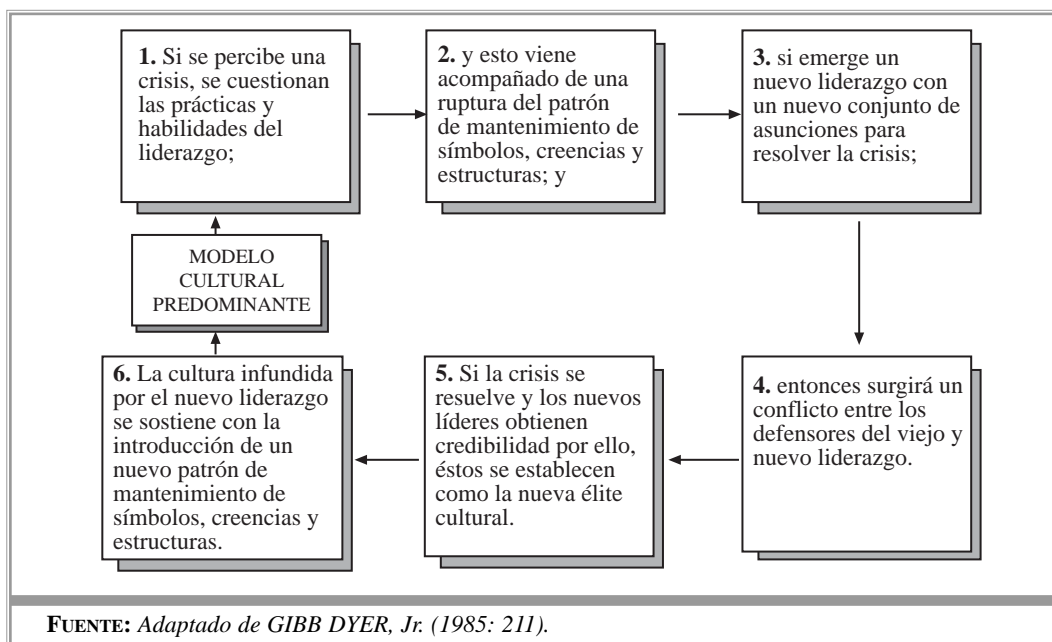 1. Si se percibe una
crisis, se cuestionan
las prácticas y
habilidades del
liderazgo;
2. y esto viene
acompañado de una
ruptura del patrón
de mantenimiento de
símbolos, creencias y
estructuras; y
3. si emerge un
nuevo liderazgo con
un nuevo conjunto de
asunciones para
resolver la crisis;
4. entonces surgirá un
conflicto entre los
defensores del viejo y
nuevo liderazgo.
5. Si la crisis se
resuelve y los nuevos
líderes obtienen
credibilidad por ello,
éstos se establecen
como la nueva élite
cultural.
6. La cultura infundida
por el nuevo liderazgo
se sostiene con la
introducción de un
nuevo patrón de
mantenimiento de
símbolos, creencias y
estructuras.
MODELO
CULTURAL
PREDOMINANTE
FUENTE: Adaptado de GIBB DYER, Jr. (1985: 211).